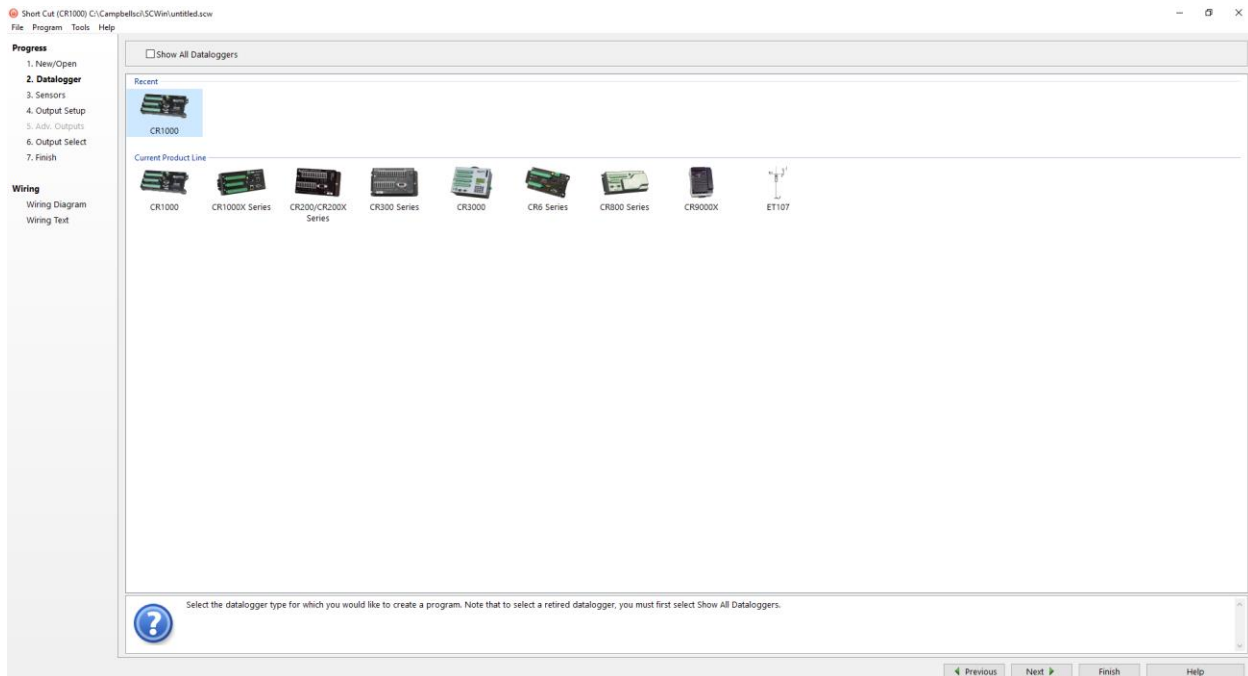 Short Cut (CR1000) C:\Campbellsci\SCWin\untitled.scw
File Program Tools Help
Progress
1. New/Open
2. Datalogger
3. Sensors
4. Output Setup
5. Adv. Outputs
6. Output Select
7. Finish
Wiring
Wiring Diagram
Wiring Text
Show All Dataloggers
Recent
CR1000
Current Product Line
CR1000 CR1000X Series CR200/CR200X Series CR300 Series CR3000 CR6 Series CR800 Series CR9000X ET107
Select the datalogger type for which you would like to create a program. Note that to select a retired datalogger, you must first select Show All Dataloggers.
Previous Next Finish Help